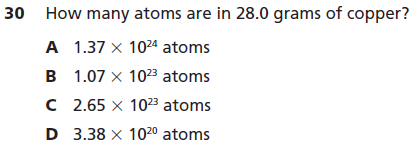 30 How many atoms are in 28.0 grams of copper?
A 1.37 × 10²⁴ atoms
B 1.07 × 10²³ atoms
C 2.65 × 10²³ atoms
D 3.38 × 10²⁰ atoms